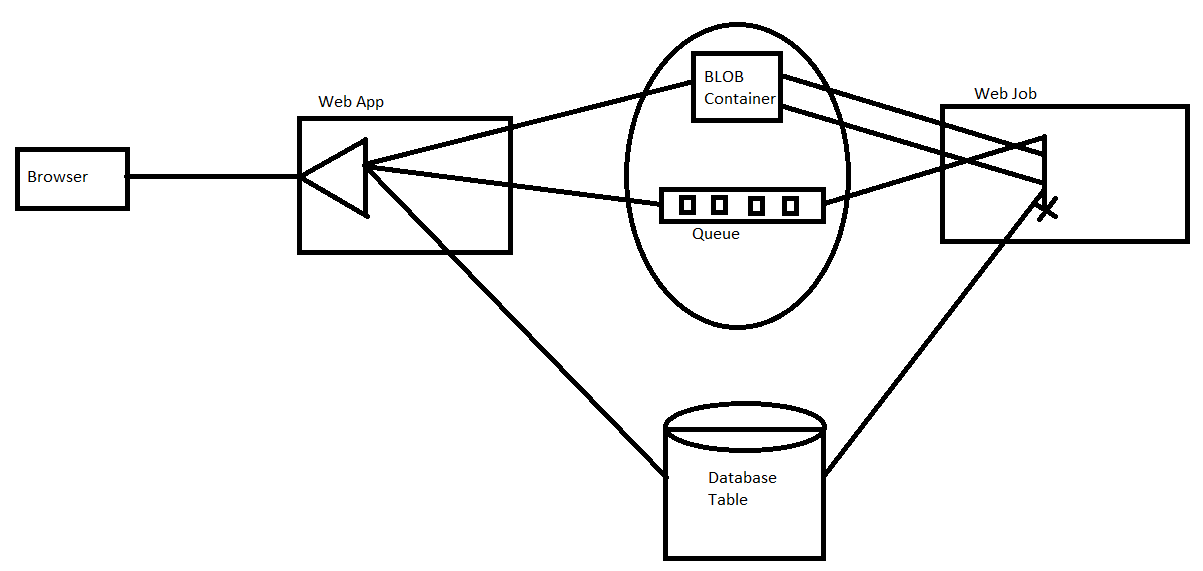 Web App
BLOB
Container
Web Job
Browser
Queue
Database
Table